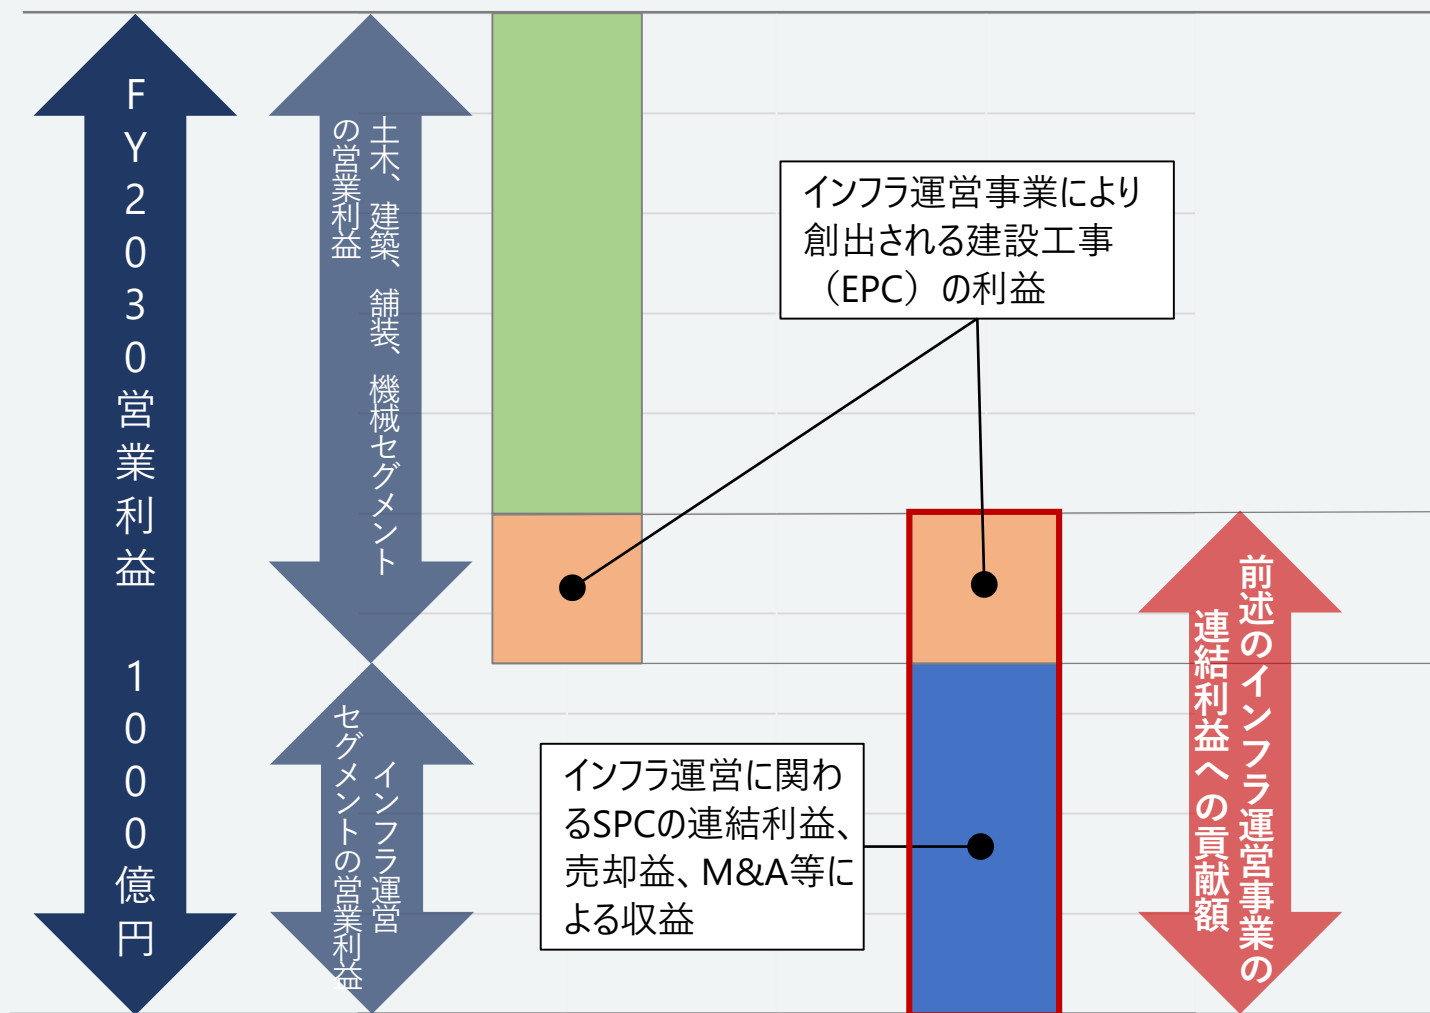 FY2030営業利益　1000億円
土木、建築、舗装、機械セグメント
の営業利益
インフラ運営
セグメントの営業利益
インフラ運営事業により
創出される建設工事
（EPC）の利益
インフラ運営に関わ
るSPCの連結利益、
売却益、M&A等に
よる収益
前述のインフラ運営事業の
連結利益への貢献額